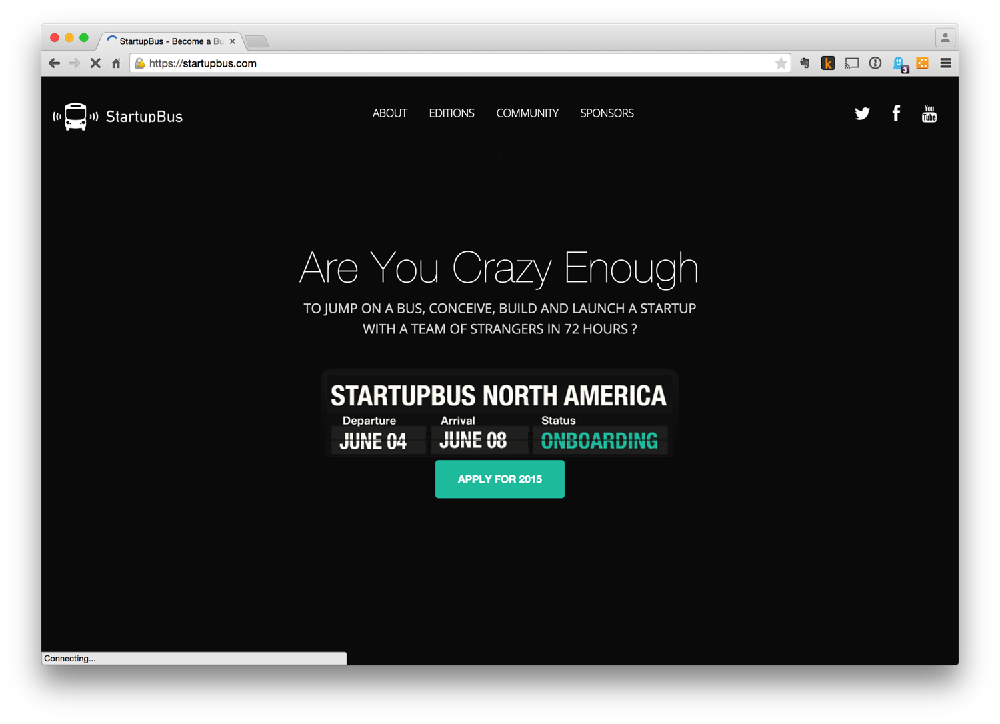 StartupBus - Become a Bu
https://startupbus.com
3
StartupBus
ABOUT
EDITIONS
COMMUNITY
SPONSORS
You
Tube
Are You Crazy Enough
TO JUMP ON A BUS, CONCEIVE, BUILD AND LAUNCH A STARTUP
WITH A TEAM OF STRANGERS IN 72 HOURS ?
STARTUPBUS NORTH AMERICA
Departure
Arrival
Status
JUNE 04
JUNE 08
ONBOARDING
APPLY FOR 2015
Connecting...